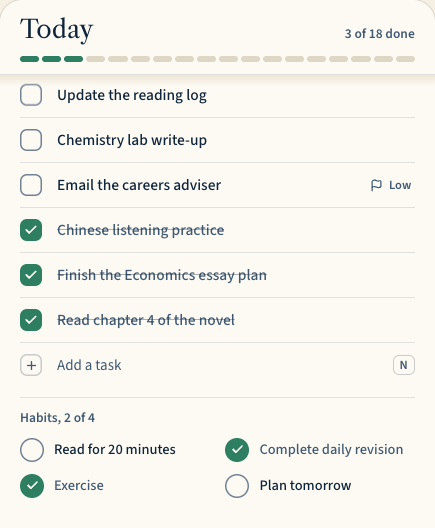 Today
3 of 18 done
Update the reading log
Chemistry lab write-up
Email the careers adviser
Low
Chinese listening practice
Finish the Economics essay plan
Read chapter 4 of the novel
Add a task
N
Habits, 2 of 4
Read for 20 minutes
Complete daily revision
Exercise
Plan tomorrow